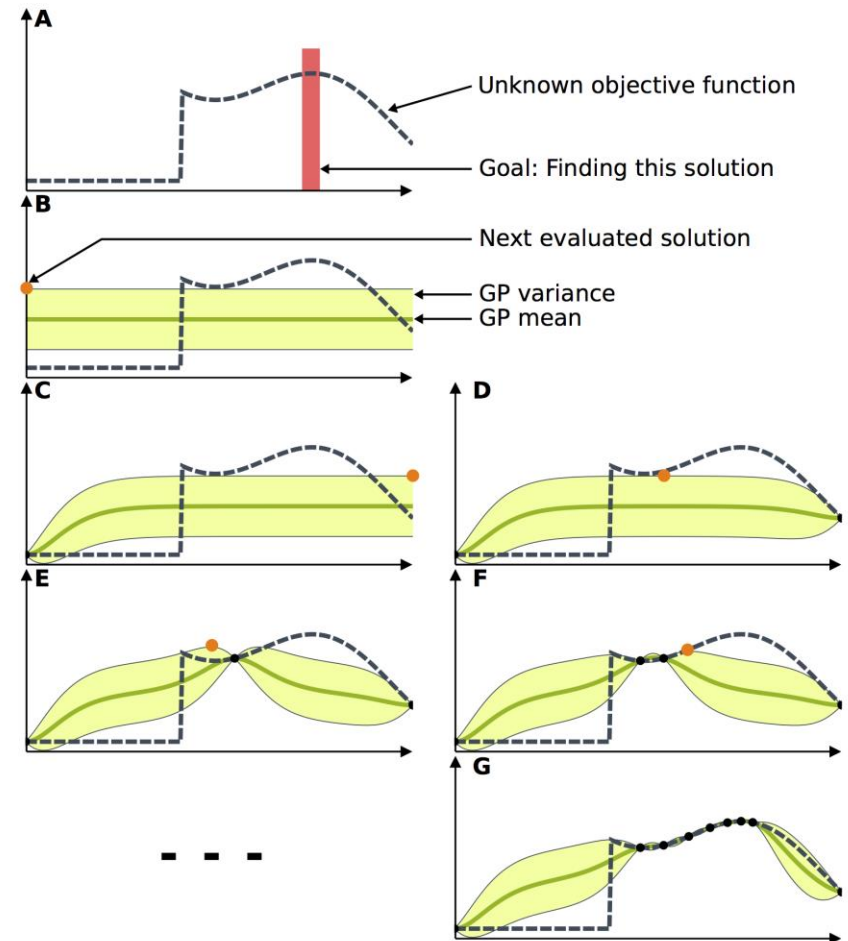 A
Unknown objective function
Goal: Finding this solution
B
Next evaluated solution
GP variance
GP mean
C
D
E
F
G